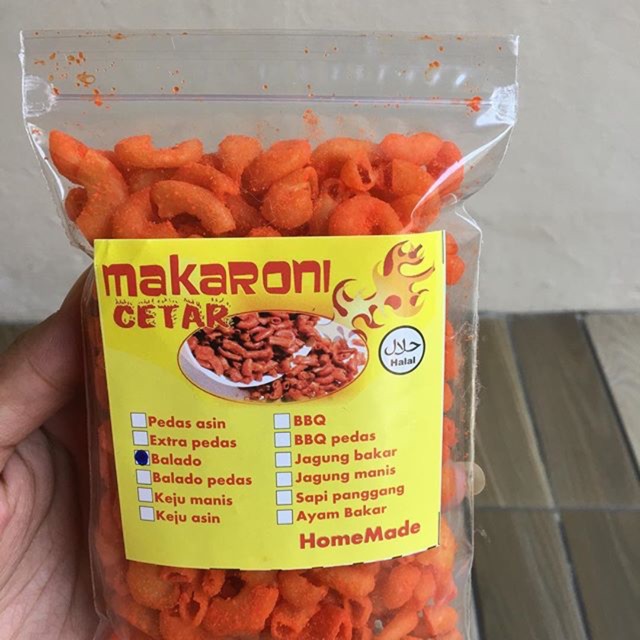 makaroni
CETAR
حلال
Halal
Pedas asin
Extra pedas
Balado
Balado pedas
Keju manis
Keju asin
BBQ
BBQ pedas
Jagung bakar
Jagung manis
Sapi panggang
Ayam Bakar
HomeMade